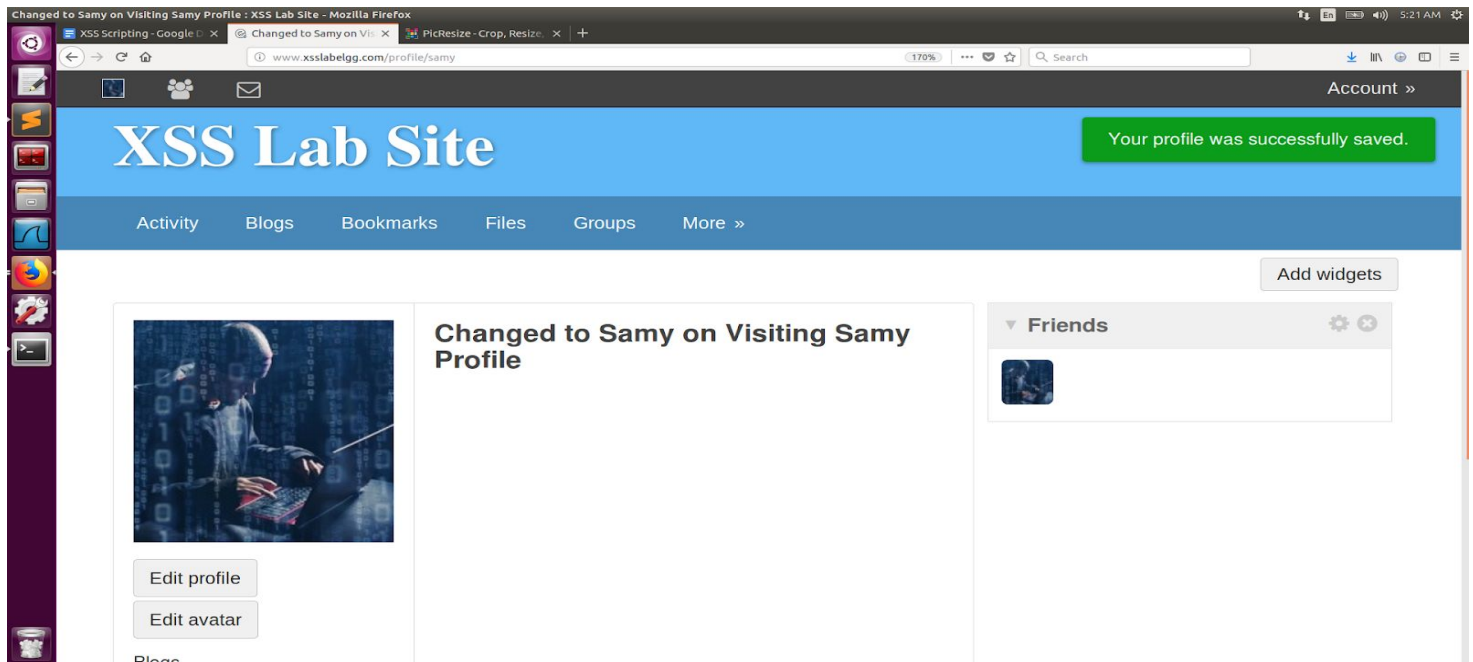 Changed to Samy on Visiting Samy Profile : XSS Lab Site - Mozilla Firefox
En
5:21 AM
XSS Scripting - Google D
Changed to Samy on Vis
PicResize - Crop, Resize,
www.xsslabelgg.com/profile/samy
170%
Search
Account »
XSS Lab Site
Your profile was successfully saved.
Activity Blogs Bookmarks Files Groups More »
Add widgets
Changed to Samy on Visiting Samy
Profile
Friends
Edit profile
Edit avatar
Blogs